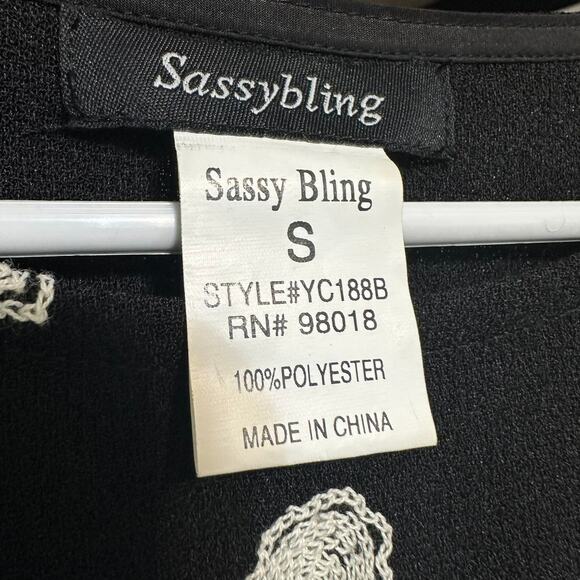 Sassybling
Sassy Bling
S
STYLE#YC188B
RN# 98018
100%POLYESTER
MADE IN CHINA